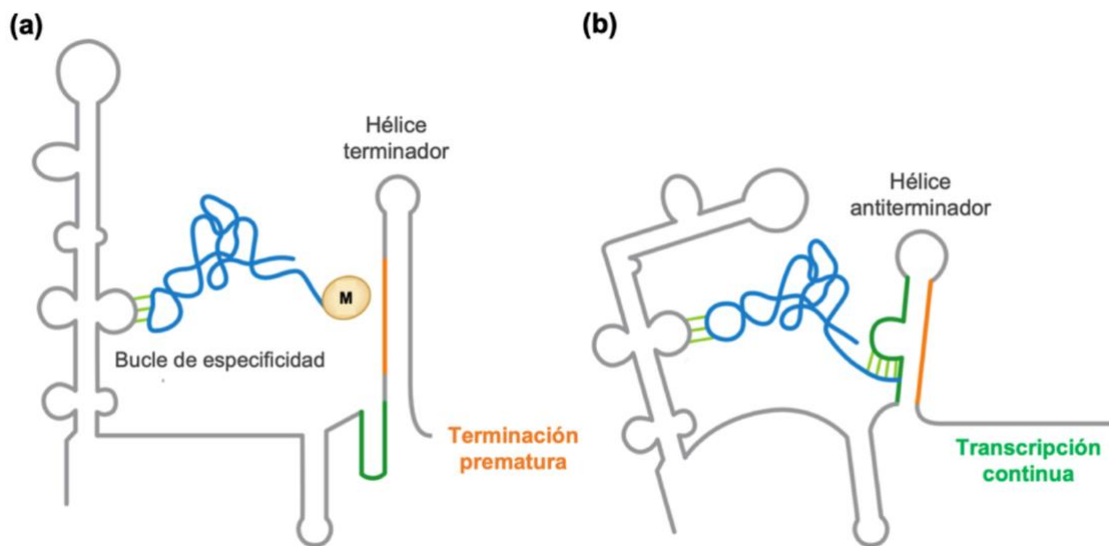 (a)
Hélice
terminador
M
Bucle de especificidad
Terminación
prematura
(b)
Hélice
antiterminador
Transcripción
continua